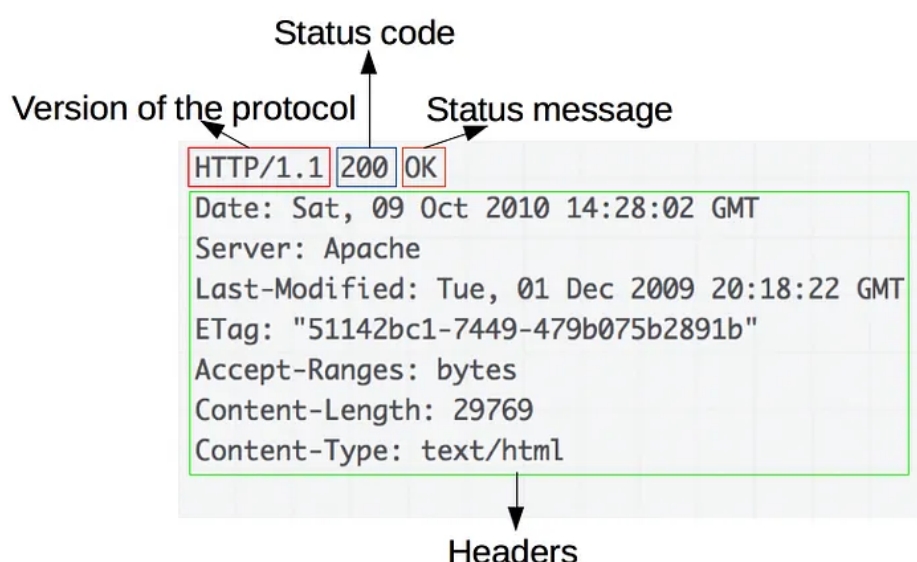 Status code
Version of the protocol
Status message
HTTP/1.1 200 OK
Date: Sat, 09 Oct 2010 14:28:02 GMT
Server: Apache
Last-Modified: Tue, 01 Dec 2009 20:18:22 GMT
ETag: "51142bc1-7449-479b075b2891b"
Accept-Ranges: bytes
Content-Length: 29769
Content-Type: text/html
Headers